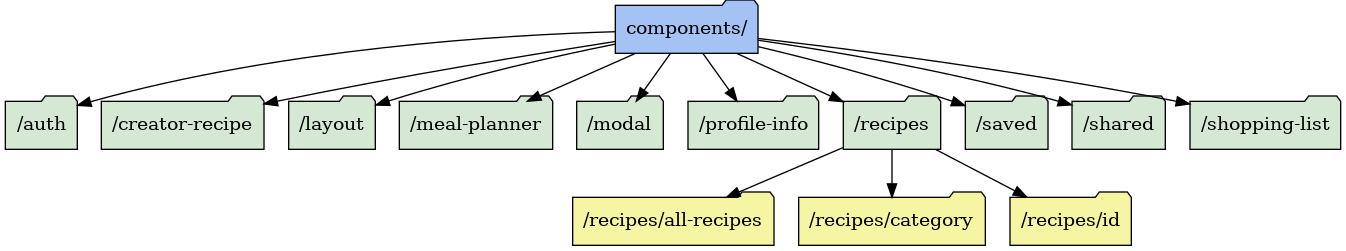 components/
/auth
/creator-recipe
/layout
/meal-planner
/modal
/profile-info
/recipes
/saved
/shared
/shopping-list
/recipes/all-recipes
/recipes/category
/recipes/id